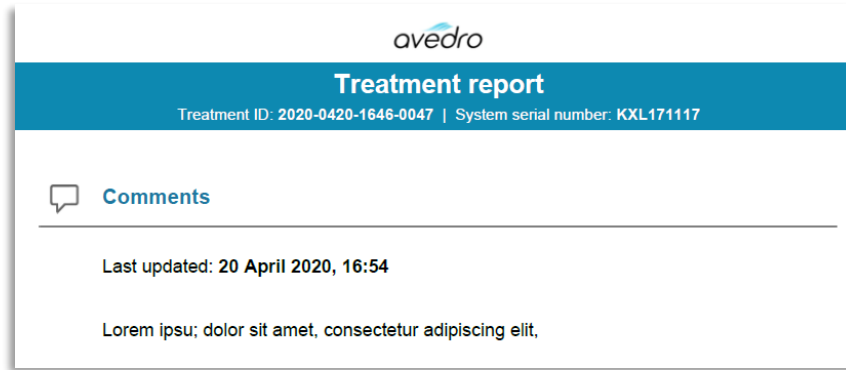 avedro
Treatment report
Treatment ID: 2020-0420-1646-0047 | System serial number: KXL171117
Comments
Last updated: 20 April 2020, 16:54
Lorem ipsu; dolor sit amet, consectetur adipiscing elit,